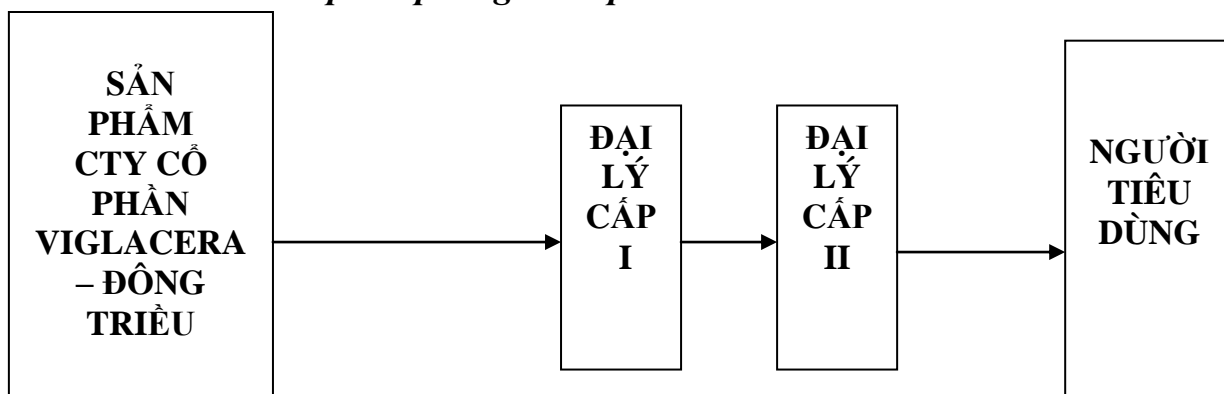 SẢN
PHẨM
CTY CỔ
PHẦN
VIGLACERA
– ĐÔNG
TRIỀU
ĐẠI
LÝ
CẤP
I
ĐẠI
LÝ
CẤP
II
NGƯỜI
TIÊU
DÙNG